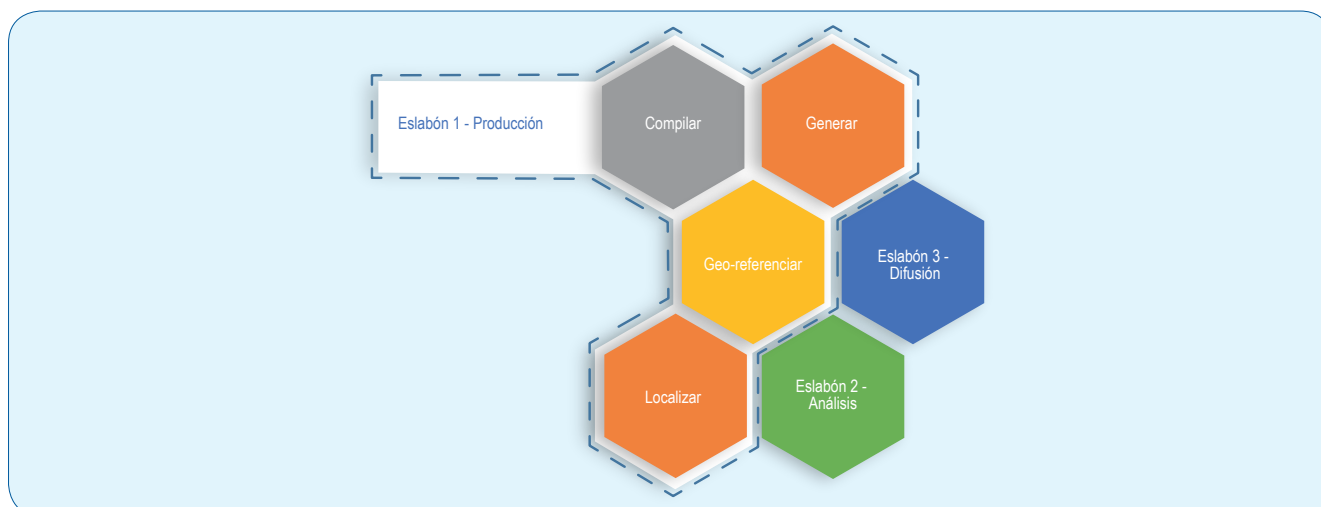 Eslabón 1 - Producción
Compilar
Generar
Geo-referenciar
Eslabón 3 -
Difusión
Localizar
Eslabón 2 -
Análisis